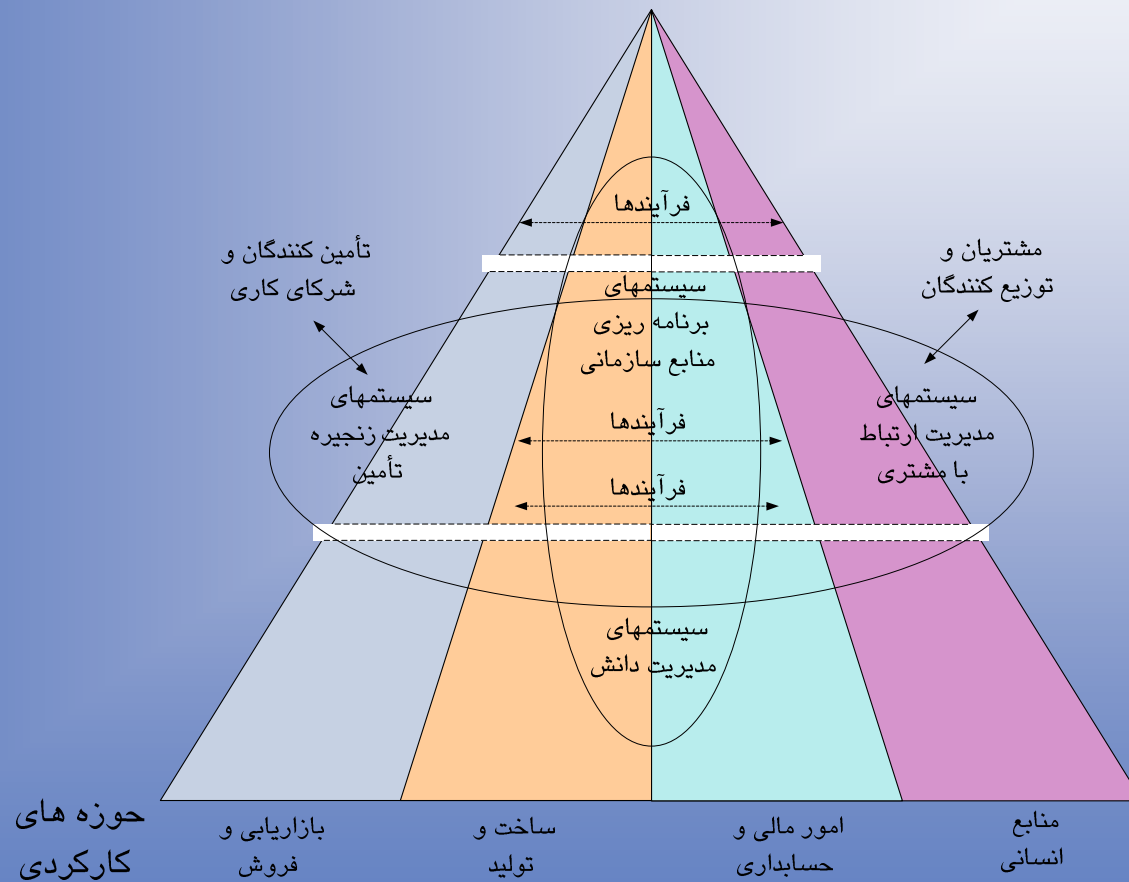 فرآیندها
مشتریان و
توزیع کنندگان
تأمین کنندگان و
شرکای کاری
سیستمهای
برنامه ریزی
منابع سازمانی
سیستمهای
مدیریت ارتباط
با مشتری
سیستمهای
مدیریت زنجیره
تأمین
فرآیندها
فرآیندها
سیستمهای
مدیریت دانش
منابع
انسانی
امور مالی و
حسابداری
ساخت و
تولید
بازاریابی و
فروش
حوزه های
کارکردی